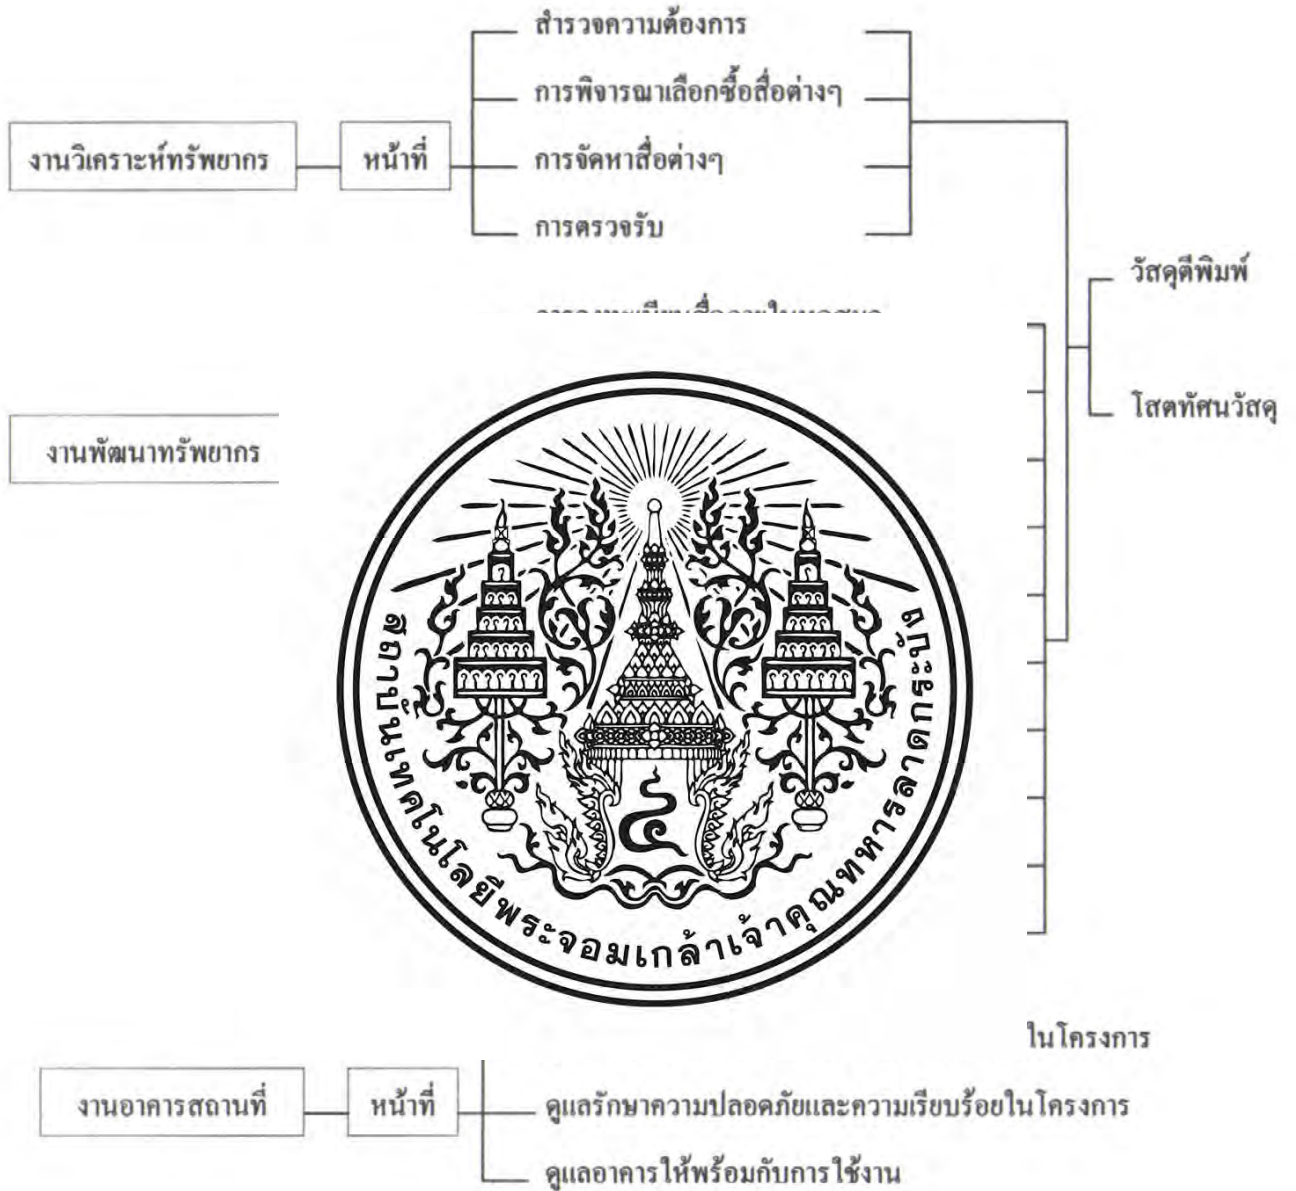 สำรวจความต้องการ
การพิจารณาเลือกซื้อสื่อต่างๆ
งานวิเคราะห์ทรัพยากร
หน้าที่
การจัดหาสื่อต่างๆ
การตรวจรับ
วัสดุตีพิมพ์
โสตทัศนวัสดุ
งานพัฒนาทรัพยากร
สถาบันเทคโนโลยีพระจอมเกล้าเจ้าคุณทหารลาดกระบัง
๔
ในโครงการ
งานอาคารสถานที่
หน้าที่
ดูแลรักษาความปลอดภัยและความเรียบร้อยในโครงการ
ดูแลอาคารให้พร้อมกับการใช้งาน